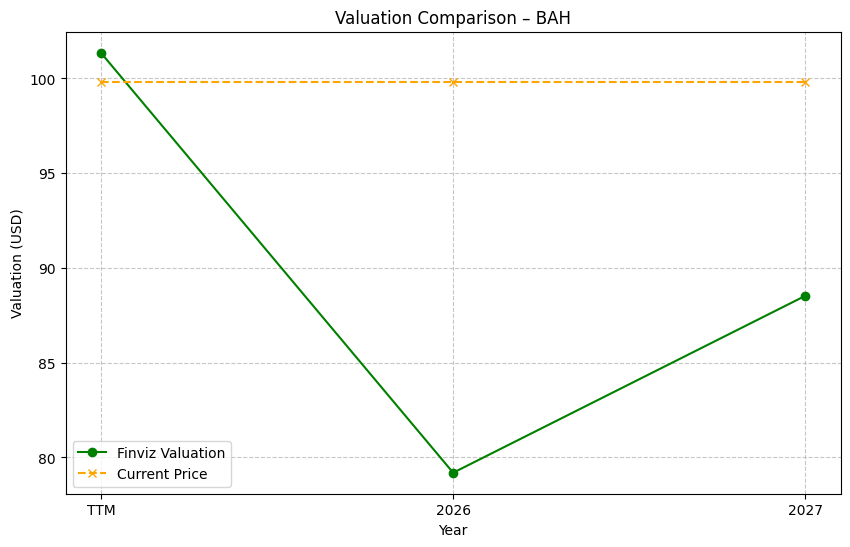 Valuation Comparison – BAH
Valuation (USD)
100
95
90
85
80
Finviz Valuation
Current Price
TTM
2026
2027
Year